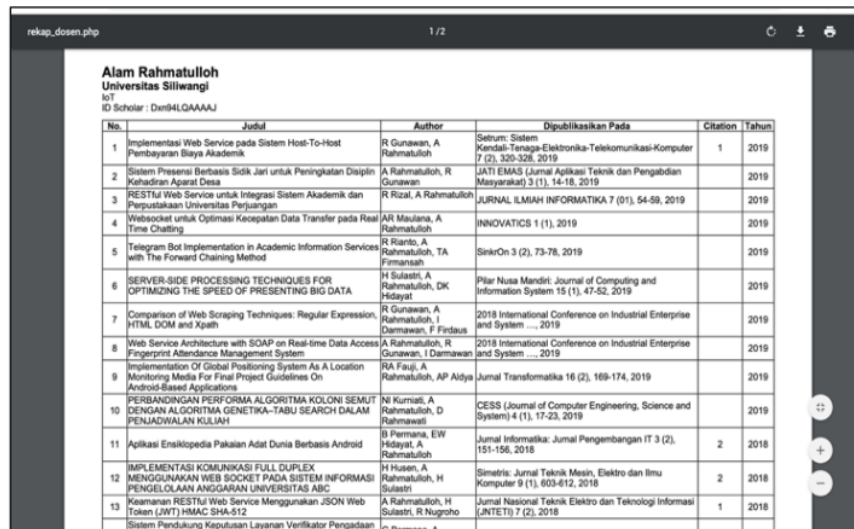 rekap_dosen.php
1 / 2
Alam Rahmatulloh
Universitas Siliwangi
IoT
ID Scholar : Dxn94LQAAAAJ
No. Judul Author Dipublikasikan Pada Citation Tahun
1 Implementasi Web Service pada Sistem Host-To-Host Pembayaran Biaya Akademik R Gunawan, A Rahmatulloh Setrum: Sistem Kendali-Tenaga-Elektronika-Telekomunikasi-Komputer 7 (2), 320-328, 2019 1 2019
2 Sistem Presensi Berbasis Sidik Jari untuk Peningkatan Disiplin Kehadiran Aparat Desa A Rahmatulloh, R Gunawan JATI EMAS (Jurnal Aplikasi Teknik dan Pengabdian Masyarakat) 3 (1), 14-18, 2019 2019
3 RESTful Web Service untuk Integrasi Sistem Akademik dan Perpustakaan Universitas Perjuangan R Rizal, A Rahmatulloh JURNAL ILMIAH INFORMATIKA 7 (01), 54-59, 2019 2019
4 Websocket untuk Optimasi Kecepatan Data Transfer pada Real Time Chatting AR Maulana, A Rahmatulloh INNOVATICS 1 (1), 2019 2019
5 Telegram Bot Implementation in Academic Information Services with The Forward Chaining Method R Rianto, A Rahmatulloh, TA Firmansah SinkrOn 3 (2), 73-78, 2019 2019
6 SERVER-SIDE PROCESSING TECHNIQUES FOR OPTIMIZING THE SPEED OF PRESENTING BIG DATA H Sulastri, A Rahmatulloh, DK Hidayat Pilar Nusa Mandiri: Journal of Computing and Information System 15 (1), 47-52, 2019 2019
7 Comparison of Web Scraping Techniques: Regular Expression, HTML DOM and Xpath R Gunawan, A Rahmatulloh, I Darmawan, F Firdaus 2018 International Conference on Industrial Enterprise and System ..., 2019 2019
8 Web Service Architecture with SOAP on Real-time Data Access Fingerprint Attendance Management System A Rahmatulloh, R Gunawan, I Darmawan 2018 International Conference on Industrial Enterprise and System ..., 2019 2019
9 Implementation Of Global Positioning System As A Location Monitoring Media For Final Project Guidelines On Android-Based Applications RA Fauji, A Rahmatulloh, AP Aldya Jurnal Transformatika 16 (2), 169-174, 2019 2019
10 PERBANDINGAN PERFORMA ALGORITMA KOLONI SEMUT DENGAN ALGORITMA GENETIKA–TABU SEARCH DALAM PENJADWALAN KULIAH NI Kurniati, A Rahmatulloh, D Rahmawati CESS (Journal of Computer Engineering, Science and System) 4 (1), 17-23, 2019 2019
11 Aplikasi Ensiklopedia Pakaian Adat Dunia Berbasis Android B Permana, EW Hidayat, A Rahmatulloh Jurnal Informatika: Jurnal Pengembangan IT 3 (2), 151-156, 2018 2 2018
12 IMPLEMENTASI KOMUNIKASI FULL DUPLEX MENGGUNAKAN WEB SOCKET PADA SISTEM INFORMASI PENGELOLAAN ANGGARAN UNIVERSITAS ABC H Husen, A Rahmatulloh, H Sulastri Simetris: Jurnal Teknik Mesin, Elektro dan Ilmu Komputer 9 (1), 603-612, 2018 2 2018
13 Keamanan RESTful Web Service Menggunakan JSON Web Token (JWT) HMAC SHA-512 A Rahmatulloh, H Sulastri, R Nugroho Jurnal Nasional Teknik Elektro dan Teknologi Informasi (JNTETI) 7 (2), 2018 1 2018
Sistem Pendukung Keputusan Layanan Verifikator Pengadaan